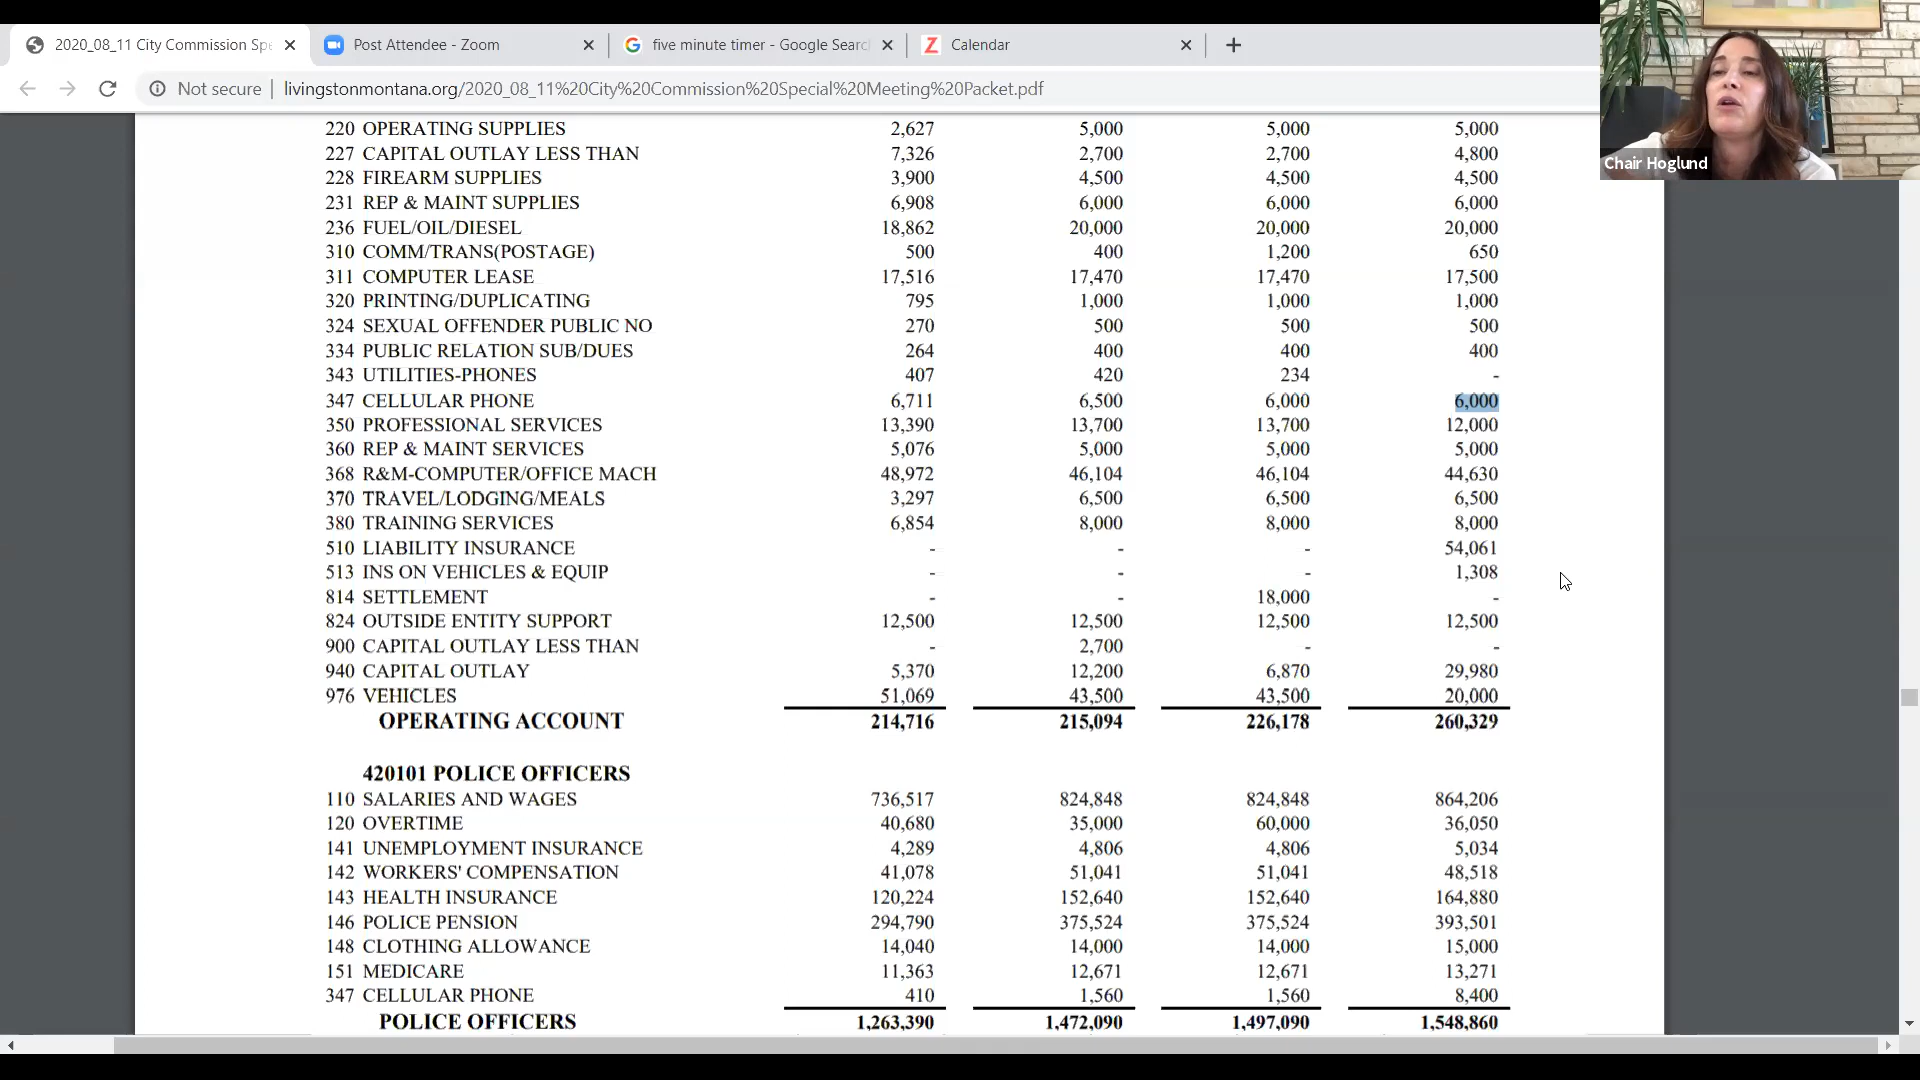 2020_08_11 City Commission Spe
Post Attendee - Zoom
five minute timer - Google Searc
Calendar
Not secure | livingstonmontana.org/2020_08_11%20City%20Commission%20Special%20Meeting%20Packet.pdf
Chair Hoglund
220 OPERATING SUPPLIES 2,627 5,000 5,000 5,000
227 CAPITAL OUTLAY LESS THAN 7,326 2,700 2,700 4,800
228 FIREARM SUPPLIES 3,900 4,500 4,500 4,500
231 REP & MAINT SUPPLIES 6,908 6,000 6,000 6,000
236 FUEL/OIL/DIESEL 18,862 20,000 20,000 20,000
310 COMM/TRANS(POSTAGE) 500 400 1,200 650
311 COMPUTER LEASE 17,516 17,470 17,470 17,500
320 PRINTING/DUPLICATING 795 1,000 1,000 1,000
324 SEXUAL OFFENDER PUBLIC NO 270 500 500 500
334 PUBLIC RELATION SUB/DUES 264 400 400 400
343 UTILITIES-PHONES 407 420 234 -
347 CELLULAR PHONE 6,711 6,500 6,000 6,000
350 PROFESSIONAL SERVICES 13,390 13,700 13,700 12,000
360 REP & MAINT SERVICES 5,076 5,000 5,000 5,000
368 R&M-COMPUTER/OFFICE MACH 48,972 46,104 46,104 44,630
370 TRAVEL/LODGING/MEALS 3,297 6,500 6,500 6,500
380 TRAINING SERVICES 6,854 8,000 8,000 8,000
510 LIABILITY INSURANCE - - - 54,061
513 INS ON VEHICLES & EQUIP - - - 1,308
814 SETTLEMENT - - 18,000 -
824 OUTSIDE ENTITY SUPPORT 12,500 12,500 12,500 12,500
900 CAPITAL OUTLAY LESS THAN - 2,700 - -
940 CAPITAL OUTLAY 5,370 12,200 6,870 29,980
976 VEHICLES 51,069 43,500 43,500 20,000
OPERATING ACCOUNT 214,716 215,094 226,178 260,329
420101 POLICE OFFICERS
110 SALARIES AND WAGES 736,517 824,848 824,848 864,206
120 OVERTIME 40,680 35,000 60,000 36,050
141 UNEMPLOYMENT INSURANCE 4,289 4,806 4,806 5,034
142 WORKERS' COMPENSATION 41,078 51,041 51,041 48,518
143 HEALTH INSURANCE 120,224 152,640 152,640 164,880
146 POLICE PENSION 294,790 375,524 375,524 393,501
148 CLOTHING ALLOWANCE 14,040 14,000 14,000 15,000
151 MEDICARE 11,363 12,671 12,671 13,271
347 CELLULAR PHONE 410 1,560 1,560 8,400
POLICE OFFICERS 1,263,390 1,472,090 1,497,090 1,548,860